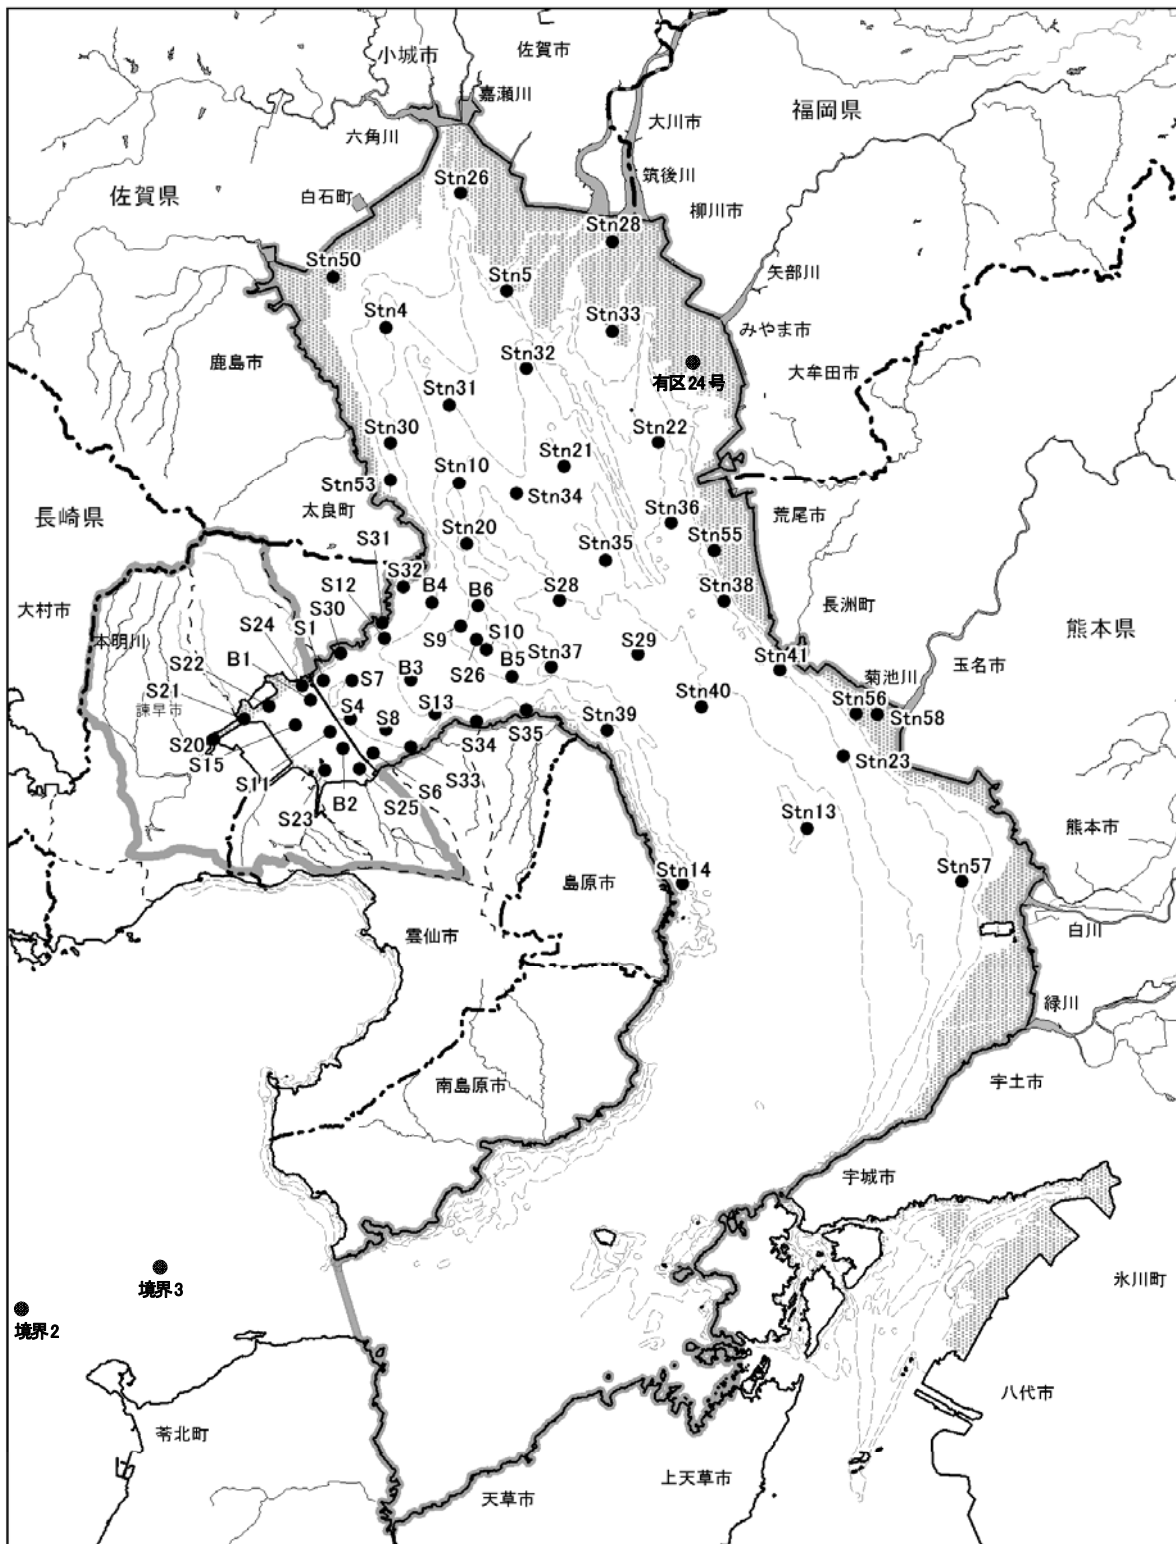 佐賀市
小城市
嘉瀬川
福岡県
大川市
六角川
筑後川
Stn26
佐賀県
白石町
柳川市
Stn28
Stn50
Stn5
矢部川
Stn4
Stn33
みやま市
Stn32
鹿島市
大牟田市
有区24号
Stn31
Stn30
Stn22
Stn21
Stn10
Stn53
Stn34
太良町
長崎県
荒尾市
Stn36
S31
Stn20
Stn35
Stn55
S32
S12
B4
B6
S28
Stn38
長洲町
大村市
S30
S24
S1
熊本県
本明川
S9
S10
S29
Stn37
Stn41
S22
B1
B3
S26
B5
菊池川
玉名市
S7
S21
Stn40
Stn56
諫早市
S4
S13
Stn58
S8
S34
S35
Stn39
S20
S15
Stn23
S33
S11
S6
S25
B2
S23
Stn13
熊本市
Stn14
島原市
Stn57
白川
雲仙市
緑川
南島原市
宇土市
宇城市
境界3
氷川町
境界2
八代市
苓北町
上天草市
天草市